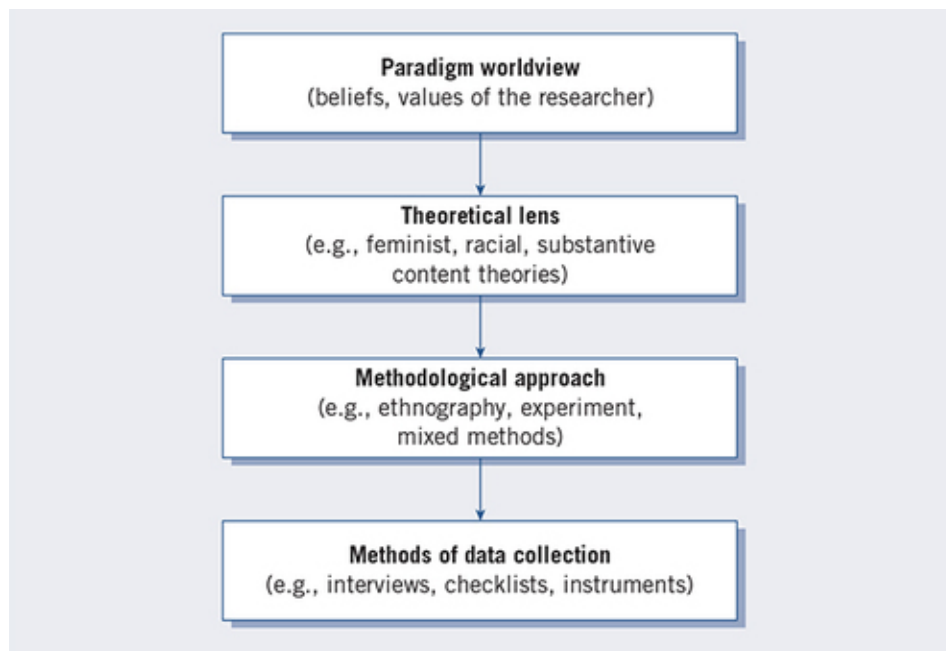 Paradigm worldview
(beliefs, values of the researcher)
Theoretical lens
(e.g., feminist, racial, substantive
content theories)
Methodological approach
(e.g., ethnography, experiment,
mixed methods)
Methods of data collection
(e.g., interviews, checklists, instruments)